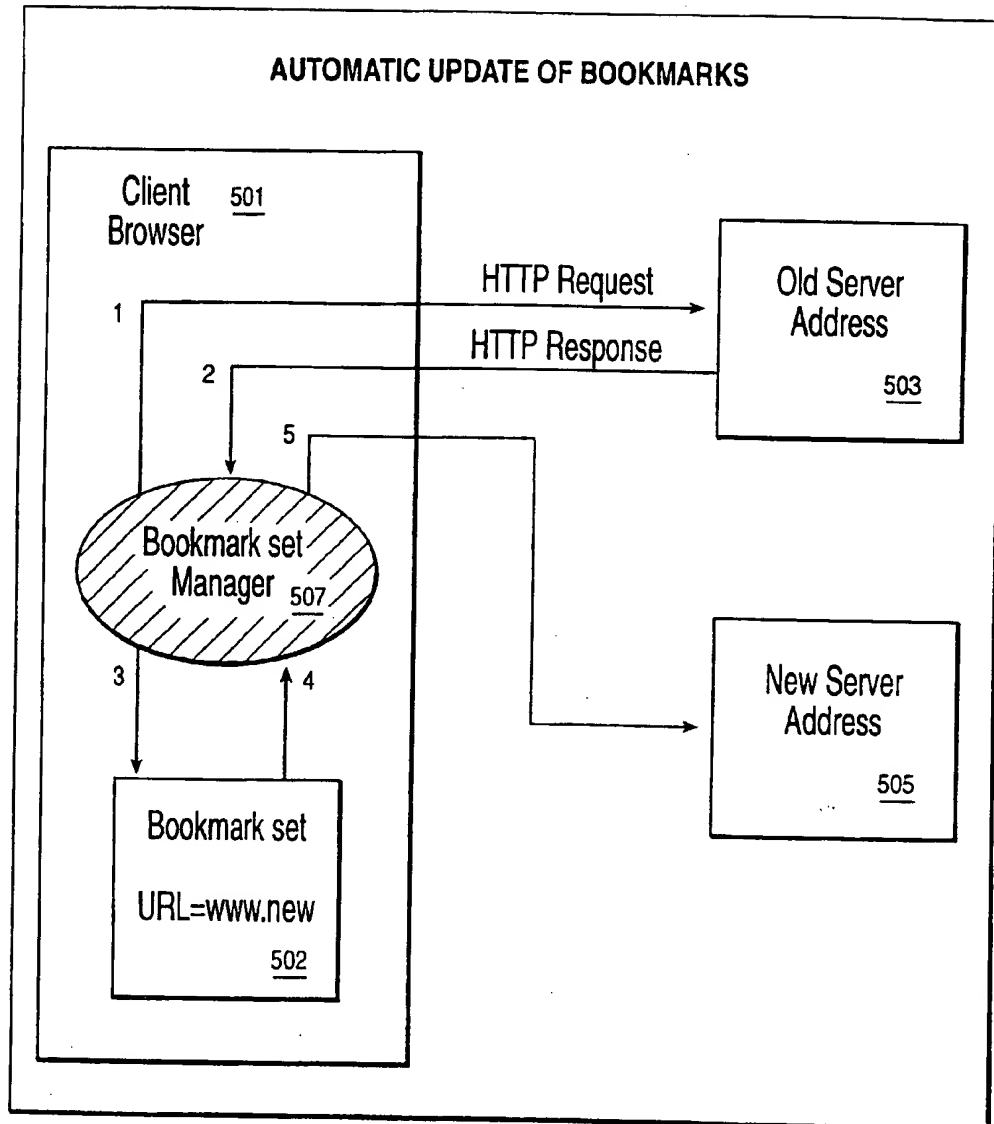 AUTOMATIC UPDATE OF BOOKMARKS
Client 501
Browser
1
HTTP Request
Old Server
Address
503
2
HTTP Response
5
Bookmark set
Manager 507
3
4
New Server
Address
505
Bookmark set
URL=www.new
502